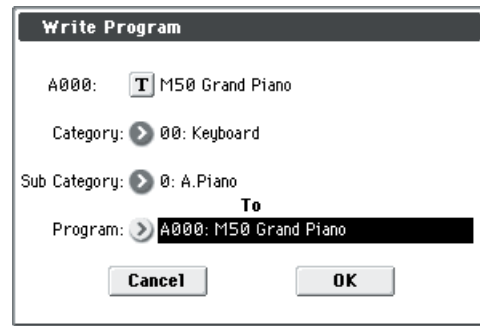 Write Program
A000: T M50 Grand Piano
Category: 00: Keyboard
Sub Category: 0: A.Piano
To
Program: A000: M50 Grand Piano
Cancel OK